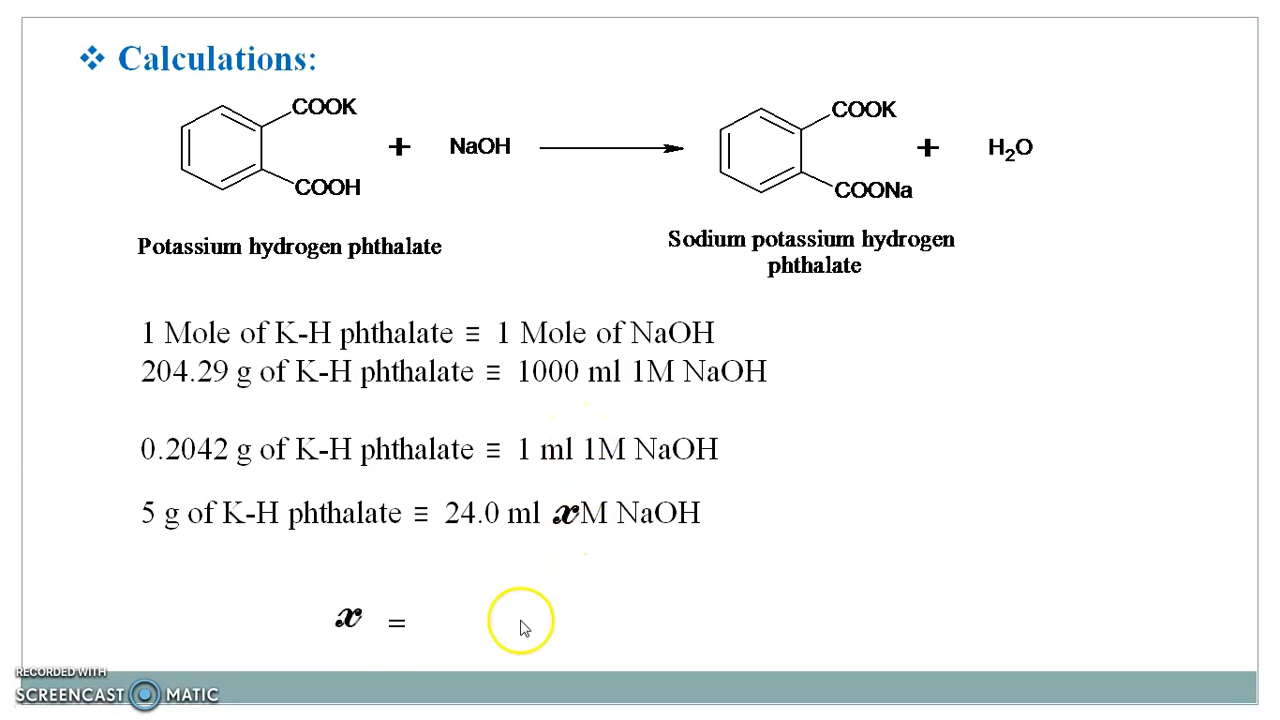 ❖ Calculations:
COOK
COOH
+
NaOH
COOK
COONa
+
H₂O
Potassium hydrogen phthalate
Sodium potassium hydrogen
phthalate
1 Mole of K-H phthalate ≡ 1 Mole of NaOH
204.29 g of K-H phthalate ≡ 1000 ml 1M NaOH
0.2042 g of K-H phthalate ≡ 1 ml 1M NaOH
5 g of K-H phthalate ≡ 24.0 ml 𝓍M NaOH
𝓍 =
RECORDED WITH
SCREENCAST MATIC